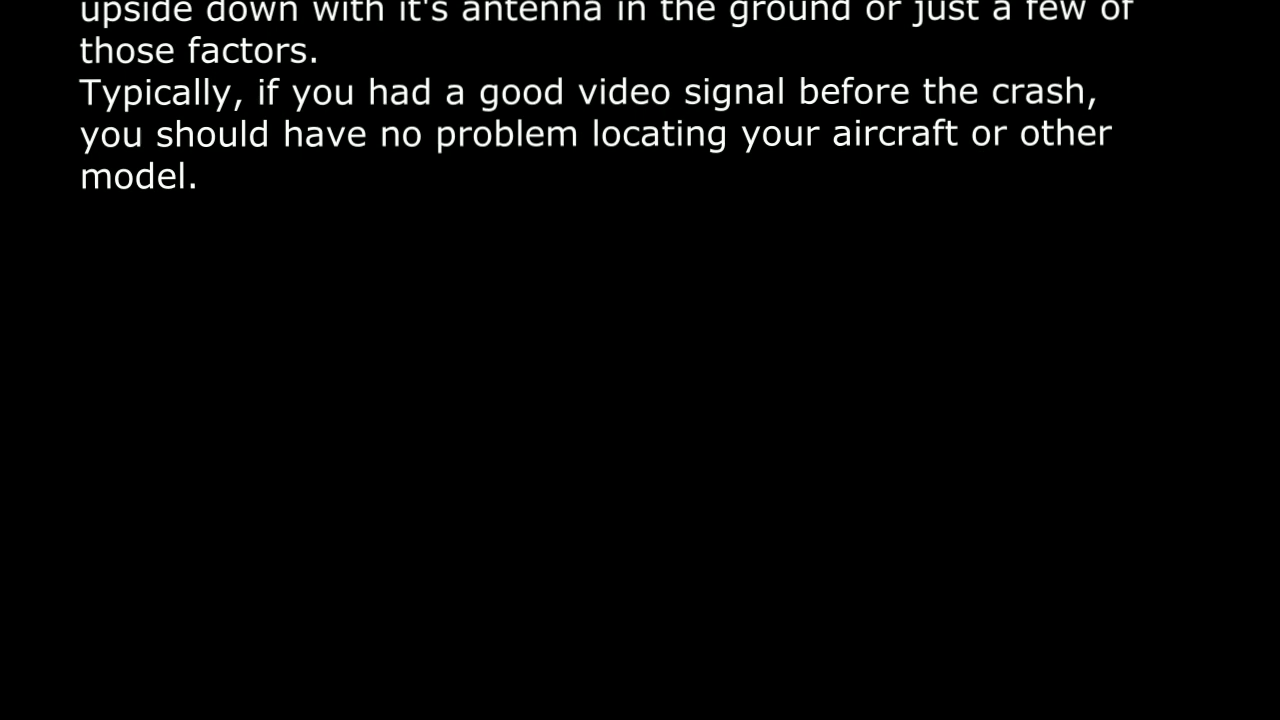 upside down with it's antenna in the ground or just a few of
those factors.
Typically, if you had a good video signal before the crash,
you should have no problem locating your aircraft or other
model.